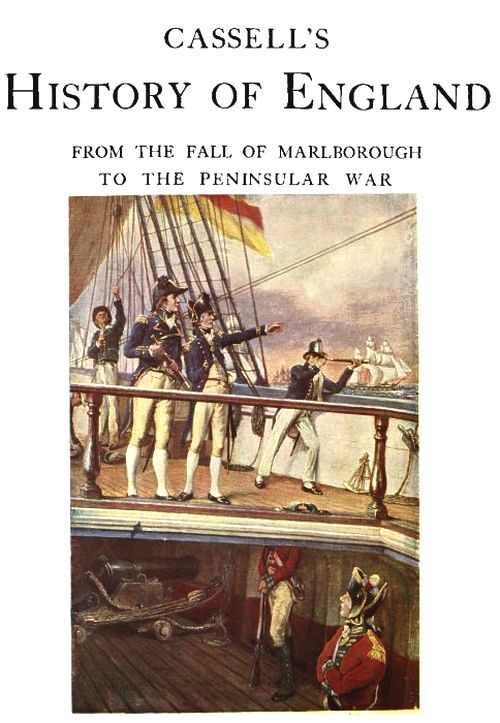 CASSELL'S
HISTORY OF ENGLAND
FROM THE FALL OF MARLBOROUGH
TO THE PENINSULAR WAR